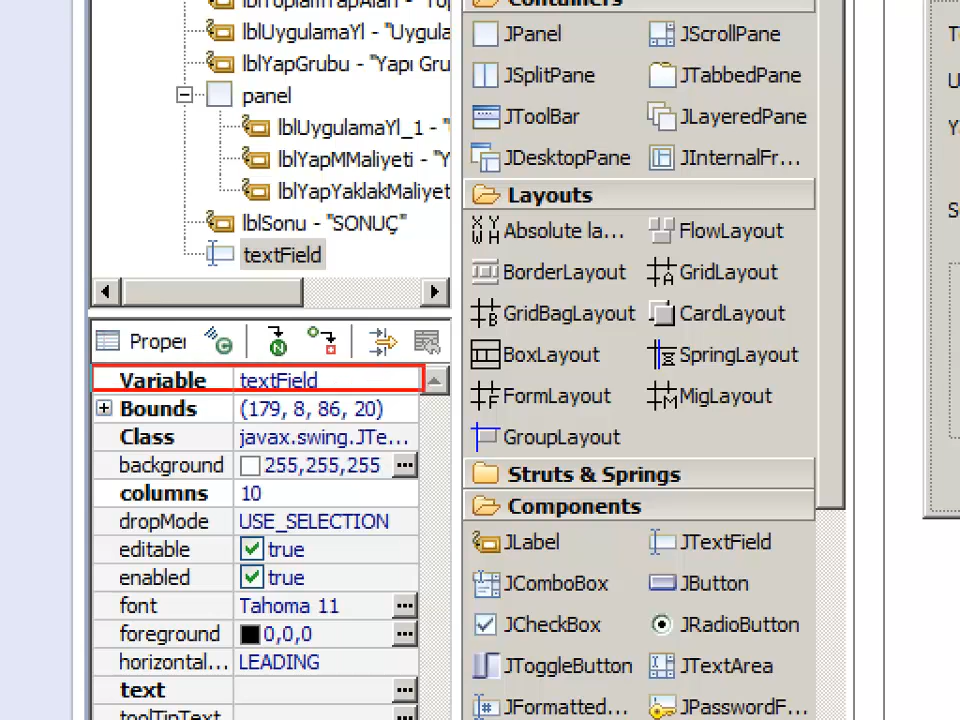 lblToplamYapAlan - "Top
lblUygulamaYl - "Uygula
lblYapGrubu - "Yapı Gru
panel
lblUygulamaYl_1 - "
lblYapMMaliyeti - "Y
lblYapYaklakMaliyet
lblSonu - "SONUÇ"
textField
Proper
Variable textField
Bounds (179, 8, 86, 20)
Class javax.swing.JTe...
background 255,255,255
columns 10
dropMode USE_SELECTION
editable true
enabled true
font Tahoma 11
foreground 0,0,0
horizontal... LEADING
text
toolTipText
Containers
JPanel JScrollPane
JSplitPane JTabbedPane
JToolBar JLayeredPane
JDesktopPane JInternalFr...
Layouts
Absolute la... FlowLayout
BorderLayout GridLayout
GridBagLayout CardLayout
BoxLayout SpringLayout
FormLayout MigLayout
GroupLayout
Struts & Springs
Components
JLabel JTextField
JComboBox JButton
JCheckBox JRadioButton
JToggleButton JTextArea
JFormatted... JPasswordF...